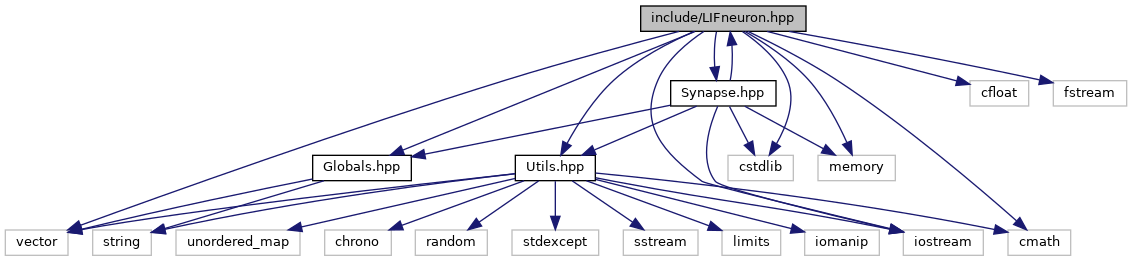 include/LIFneuron.hpp
Synapse.hpp
cfloat
fstream
Globals.hpp
Utils.hpp
cstdlib
memory
vector
string
unordered_map
chrono
random
stdexcept
sstream
limits
iomanip
iostream
cmath